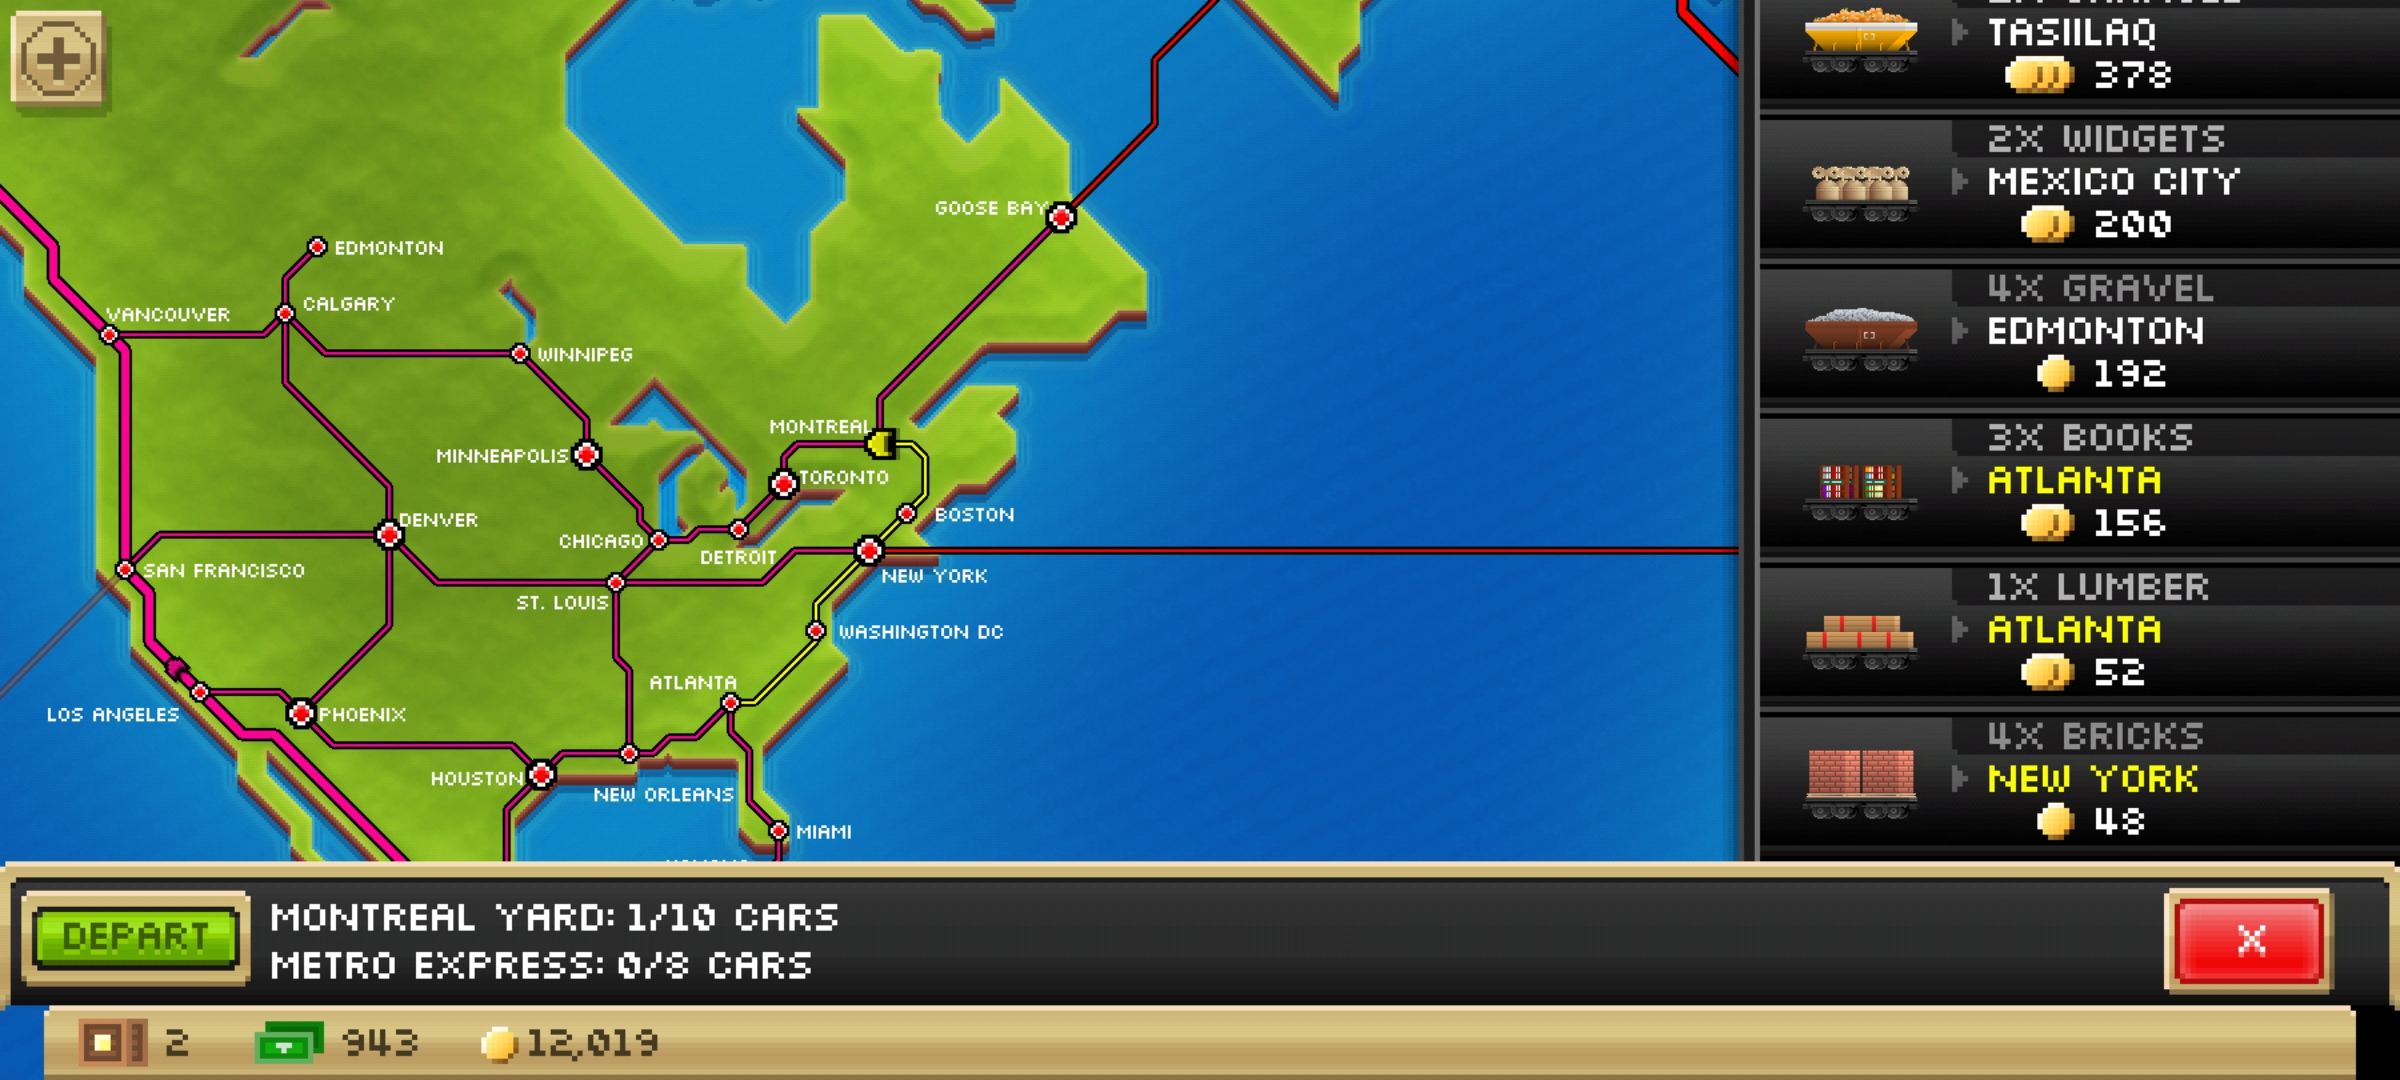 GOOSE BAY
EDMONTON
CALGARY
VANCOUVER
WINNIPEG
MONTREAL
MINNEAPOLIS
TORONTO
BOSTON
DENVER
CHICAGO
DETROIT
NEW YORK
SAN FRANCISCO
ST. LOUIS
WASHINGTON DC
ATLANTA
LOS ANGELES
PHOENIX
HOUSTON
NEW ORLEANS
MIAMI
TASIILAQ
378
2X WIDGETS
MEXICO CITY
200
4X GRAVEL
EDMONTON
192
3X BOOKS
ATLANTA
156
1X LUMBER
ATLANTA
52
4X BRICKS
NEW YORK
48
DEPART
MONTREAL YARD: 1/10 CARS
METRO EXPRESS: 0/8 CARS
X
2
943
12,019